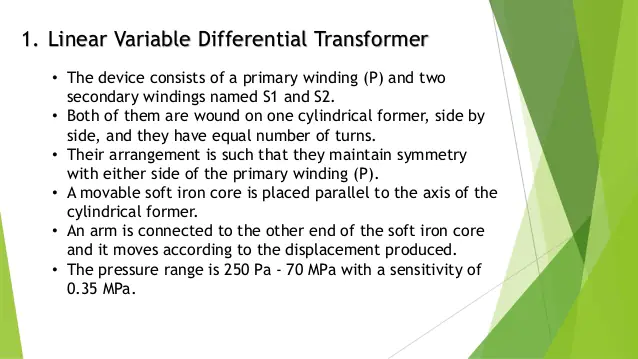 1. Linear Variable Differential Transformer
• The device consists of a primary winding (P) and two
secondary windings named S1 and S2.
• Both of them are wound on one cylindrical former, side by
side, and they have equal number of turns.
• Their arrangement is such that they maintain symmetry
with either side of the primary winding (P).
• A movable soft iron core is placed parallel to the axis of the
cylindrical former.
• An arm is connected to the other end of the soft iron core
and it moves according to the displacement produced.
• The pressure range is 250 Pa - 70 MPa with a sensitivity of
0.35 MPa.